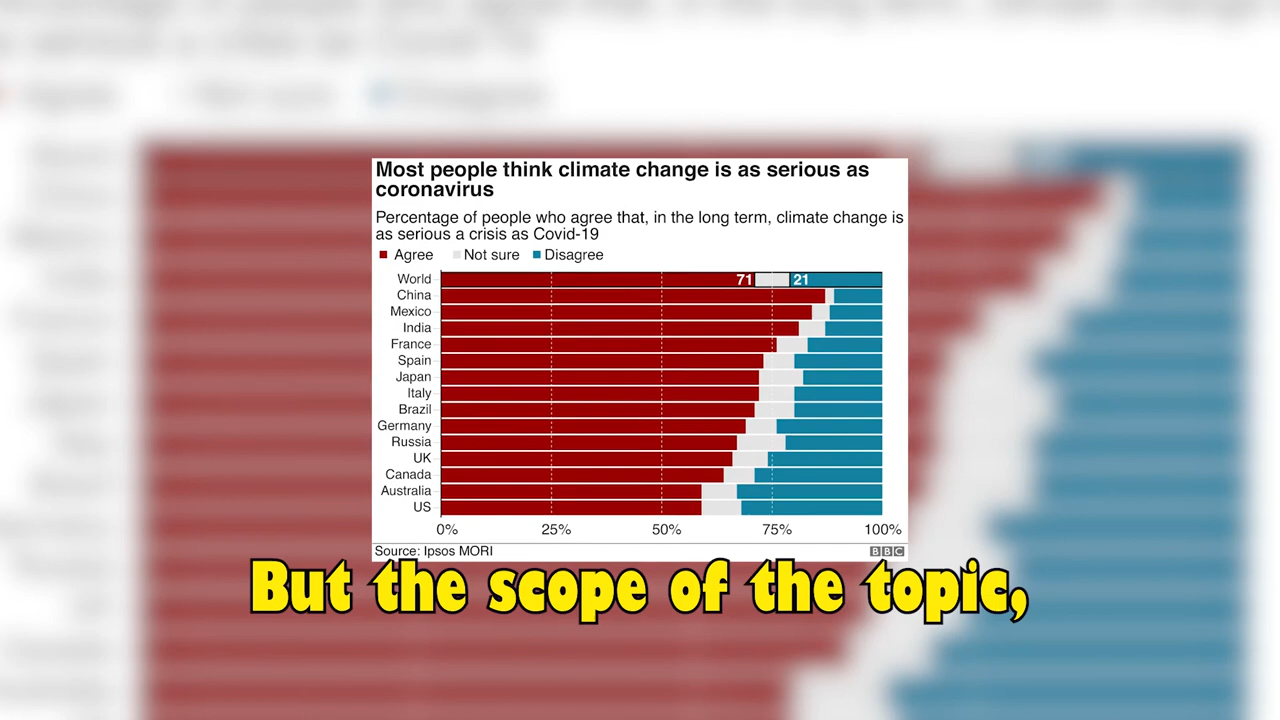 Most people think climate change is as serious as
coronavirus
Percentage of people who agree that, in the long term, climate change is
as serious a crisis as Covid-19
Agree Not sure Disagree
World 71 21
China
Mexico
India
France
Spain
Japan
Italy
Brazil
Germany
Russia
UK
Canada
Australia
US
0% 25% 50% 75% 100%
Source: Ipsos MORI BBC
But the scope of the topic,